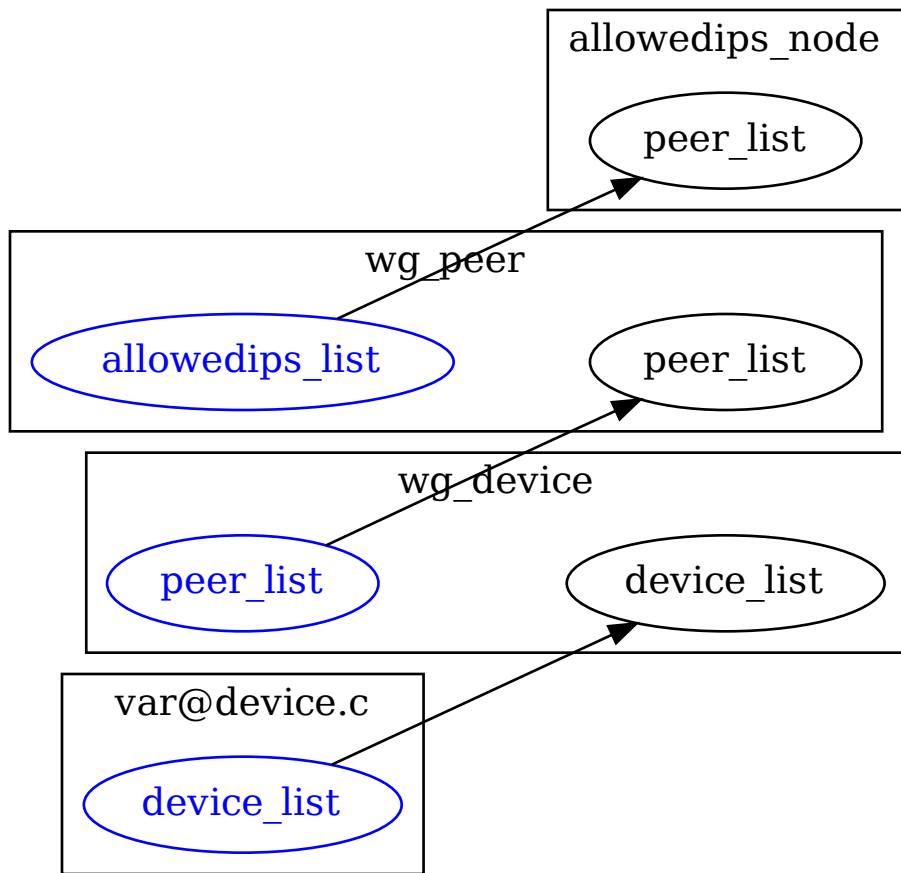 allowedips_node
peer_list
wg_peer
allowedips_list
peer_list
wg_device
peer_list
device_list
var@device.c
device_list